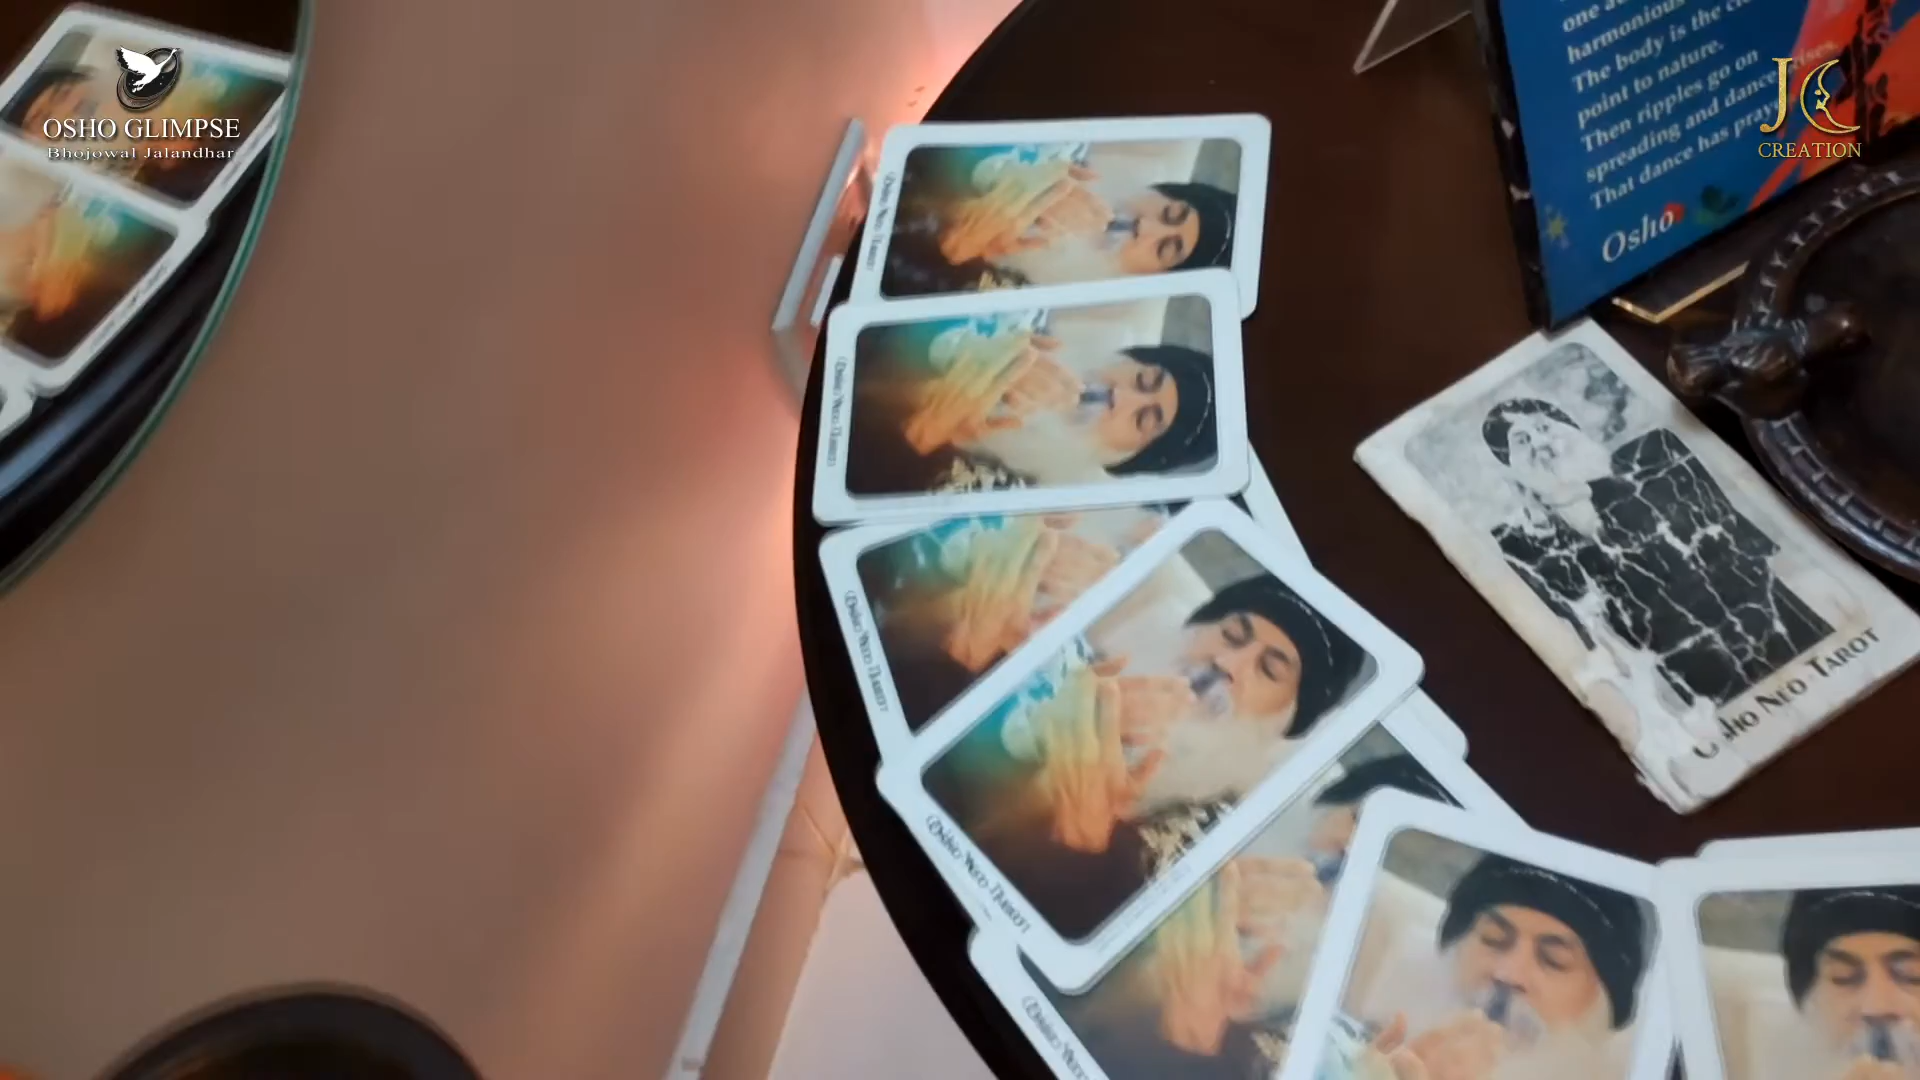 OSHO GLIMPSE
Bhojowal Jalandhar
harmonious
The body is the
point to nature.
Then ripples go on
spreading and dance arises.
That dance has
Osho
JC
CREATION
OSHO NEO-TAROT
OSHO NEO-TAROT
OSHO NEO-TAROT
OSHO NEO-TAROT
OSHO NEO-TAROT